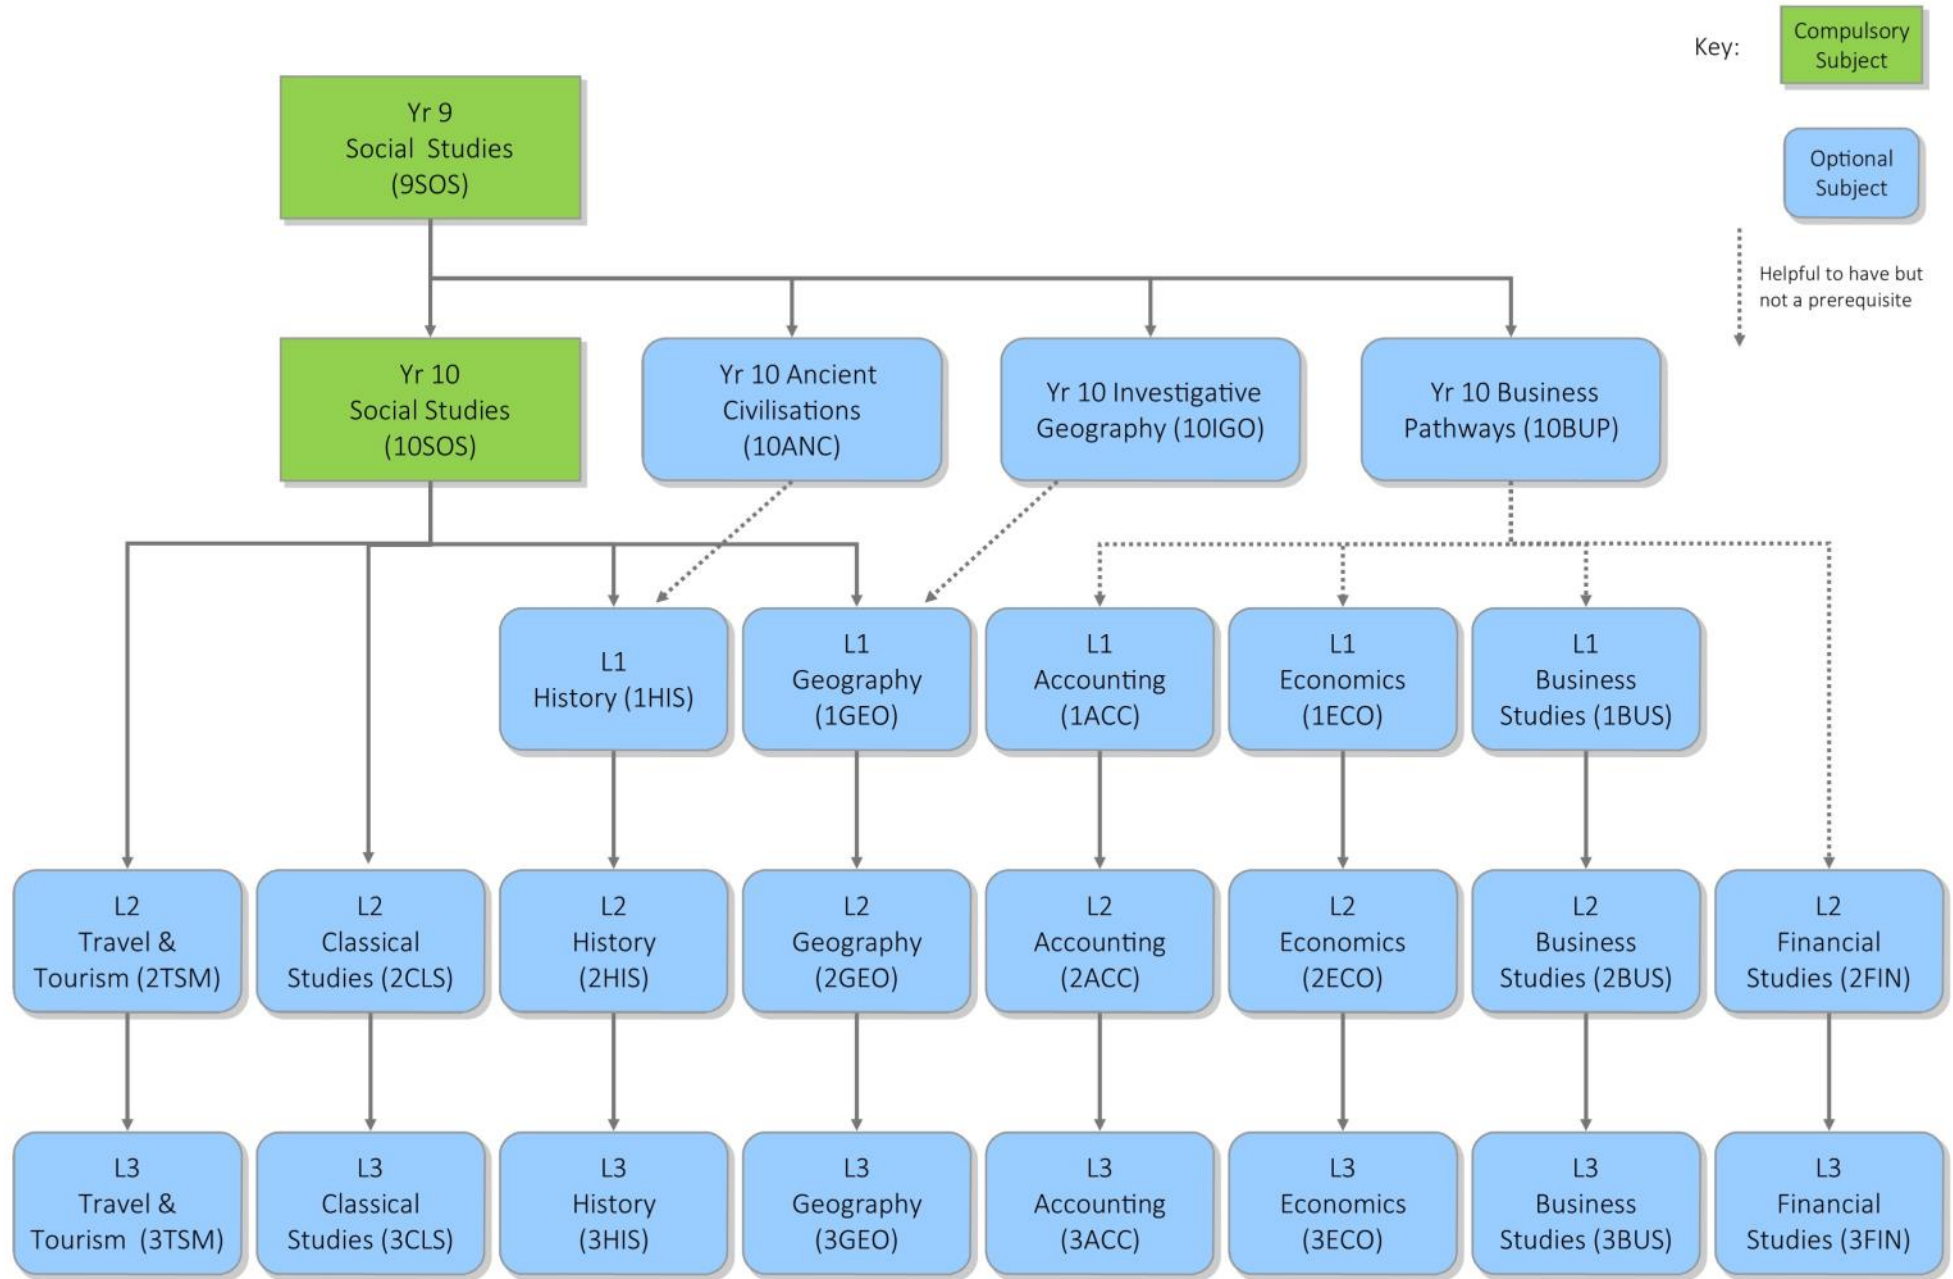 Key:
Compulsory
Subject
Optional
Subject
Helpful to have but
not a prerequisite
Yr 9
Social Studies
(9SOS)
Yr 10
Social Studies
(10SOS)
Yr 10 Ancient
Civilisations
(10ANC)
Yr 10 Investigative
Geography (10IGO)
Yr 10 Business
Pathways (10BUP)
L1
History (1HIS)
L1
Geography
(1GEO)
L1
Accounting
(1ACC)
L1
Economics
(1ECO)
L1
Business
Studies (1BUS)
L2
Travel &
Tourism (2TSM)
L2
Classical
Studies (2CLS)
L2
History
(2HIS)
L2
Geography
(2GEO)
L2
Accounting
(2ACC)
L2
Economics
(2ECO)
L2
Business
Studies (2BUS)
L2
Financial
Studies (2FIN)
L3
Travel &
Tourism (3TSM)
L3
Classical
Studies (3CLS)
L3
History
(3HIS)
L3
Geography
(3GEO)
L3
Accounting
(3ACC)
L3
Economics
(3ECO)
L3
Business
Studies (3BUS)
L3
Financial
Studies (3FIN)